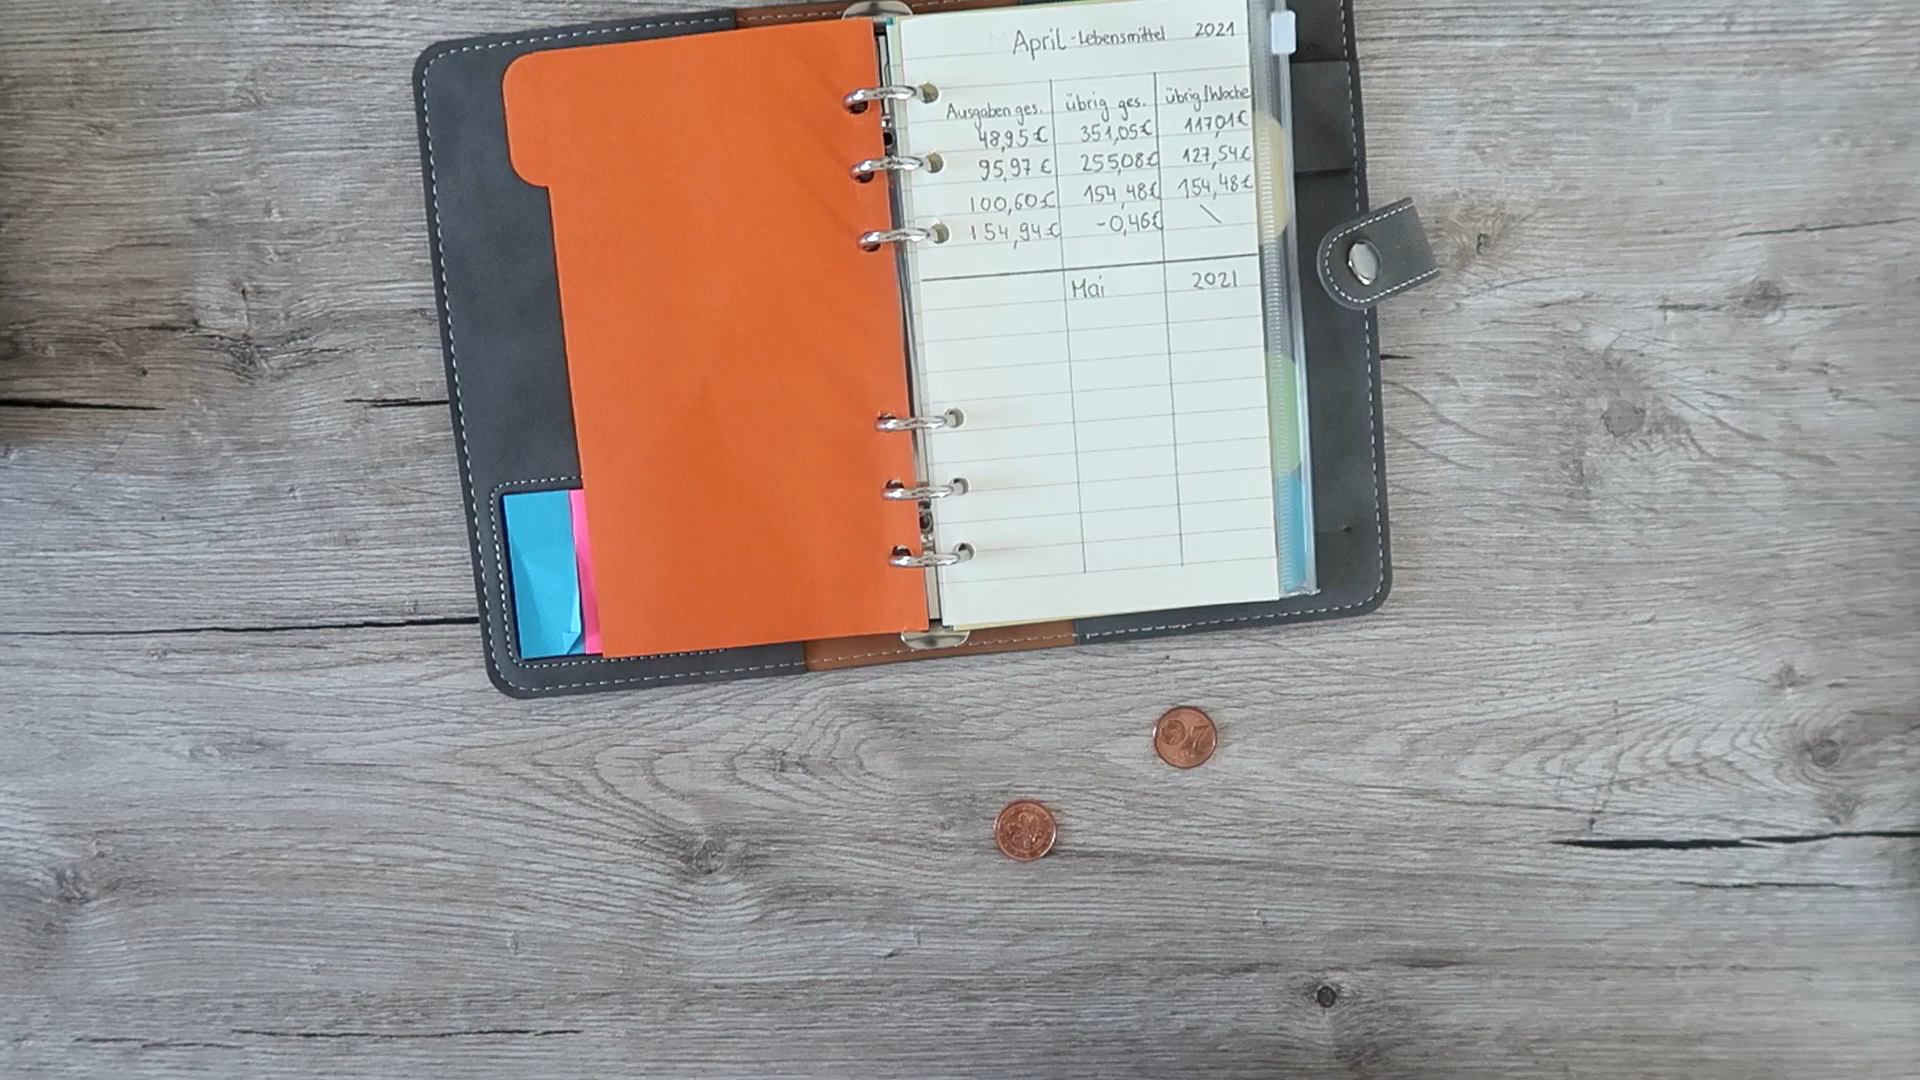 April - Lebensmittel 2021
Ausgaben ges. übrig ges. übrig/Woche
48,95€ 351,05€ 117,01€
95,97€ 255,08€ 127,54€
100,60€ 154,48€ 154,48€
154,94€ -0,46€ \
Mai 2021